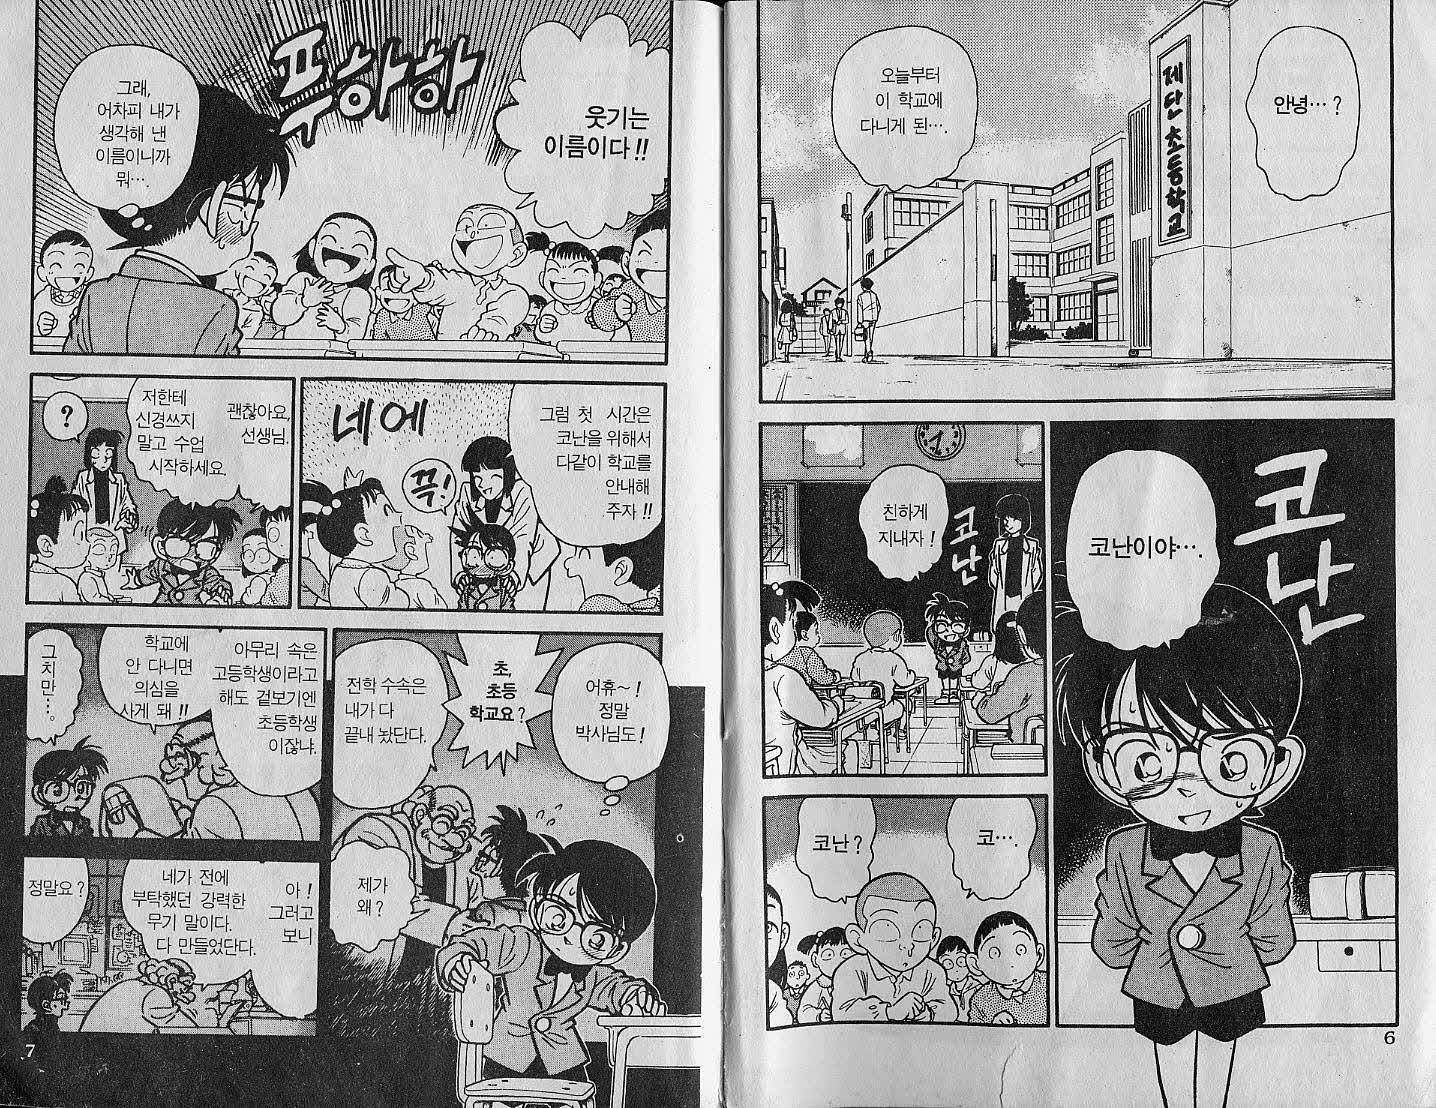 안녕…?
제단초등학교
오늘부터
이 학교에
다니게 된….
코난
코난이야….
친하게
지내자!
코난
코….
코난?
6
푸하하
웃기는
이름이다!!
그래,
어차피 내가
생각해 낸
이름이니까
뭐….
그럼 첫 시간은
코난을 위해서
다같이 학교를
안내해
주자!!
네에
끅!
괜찮아요,
선생님.
저한테
신경쓰지
말고 수업
시작하세요.
?
어휴~!
정말
박사님도!
초,
초등
학교요?
전학 수속은
내가 다
끝내 놨단다.
제가
왜?
아무리 속은
고등학생이라고
해도 겉보기엔
초등학생
이잖냐.
학교에
안 다니면
의심을
사게 돼!!
그치만….
아!
그러고
보니
네가 전에
부탁했던 강력한
무기 말이다.
다 만들었단다.
정말요?
7